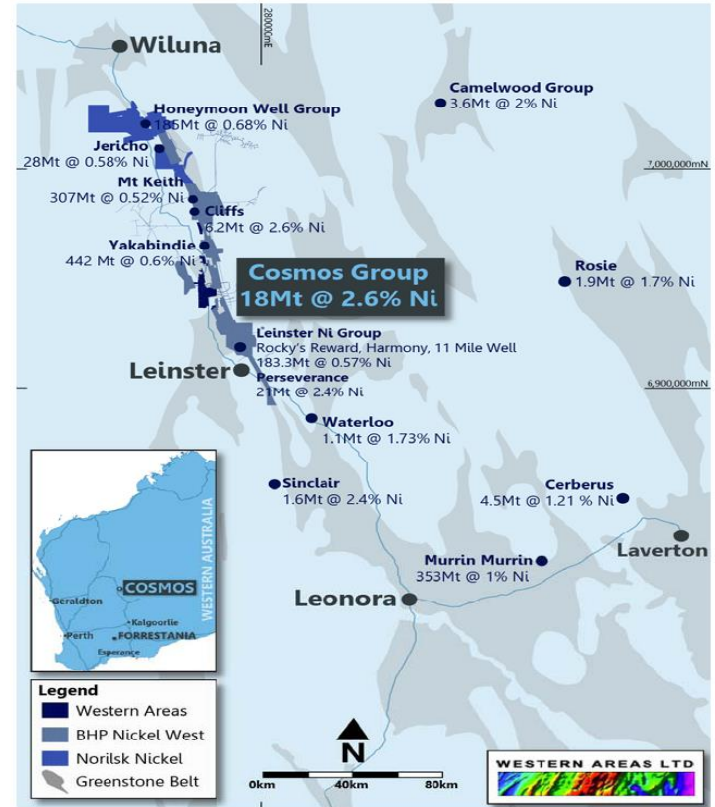 280000mE
Wiluna
Camelwood Group
3.6Mt @ 2% Ni
Honeymoon Well Group
185Mt @ 0.68% Ni
Jericho
28Mt @ 0.58% Ni
7,000,000mN
Mt Keith
307Mt @ 0.52% Ni
Cliffs
6.2Mt @ 2.6% Ni
Yakabindie
442 Mt @ 0.6% Ni
Cosmos Group
18Mt @ 2.6% Ni
Rosie
1.9Mt @ 1.7% Ni
Leinster Ni Group
Rocky's Reward, Harmony, 11 Mile Well
183.3Mt @ 0.57% Ni
Leinster
Perseverance
21Mt @ 2.4% Ni
6,900,000mN
Waterloo
1.1Mt @ 1.73% Ni
Sinclair
1.6Mt @ 2.4% Ni
Cerberus
4.5Mt @ 1.21 % Ni
Laverton
Murrin Murrin
353Mt @ 1% Ni
Leonora
WESTERN AUSTRALIA
COSMOS
Geraldton
Kalgoorlie
Perth
FORRESTANIA
Esperance
Legend
Western Areas
BHP Nickel West
Norilsk Nickel
Greenstone Belt
N
0km 40km 80km
WESTERN AREAS LTD